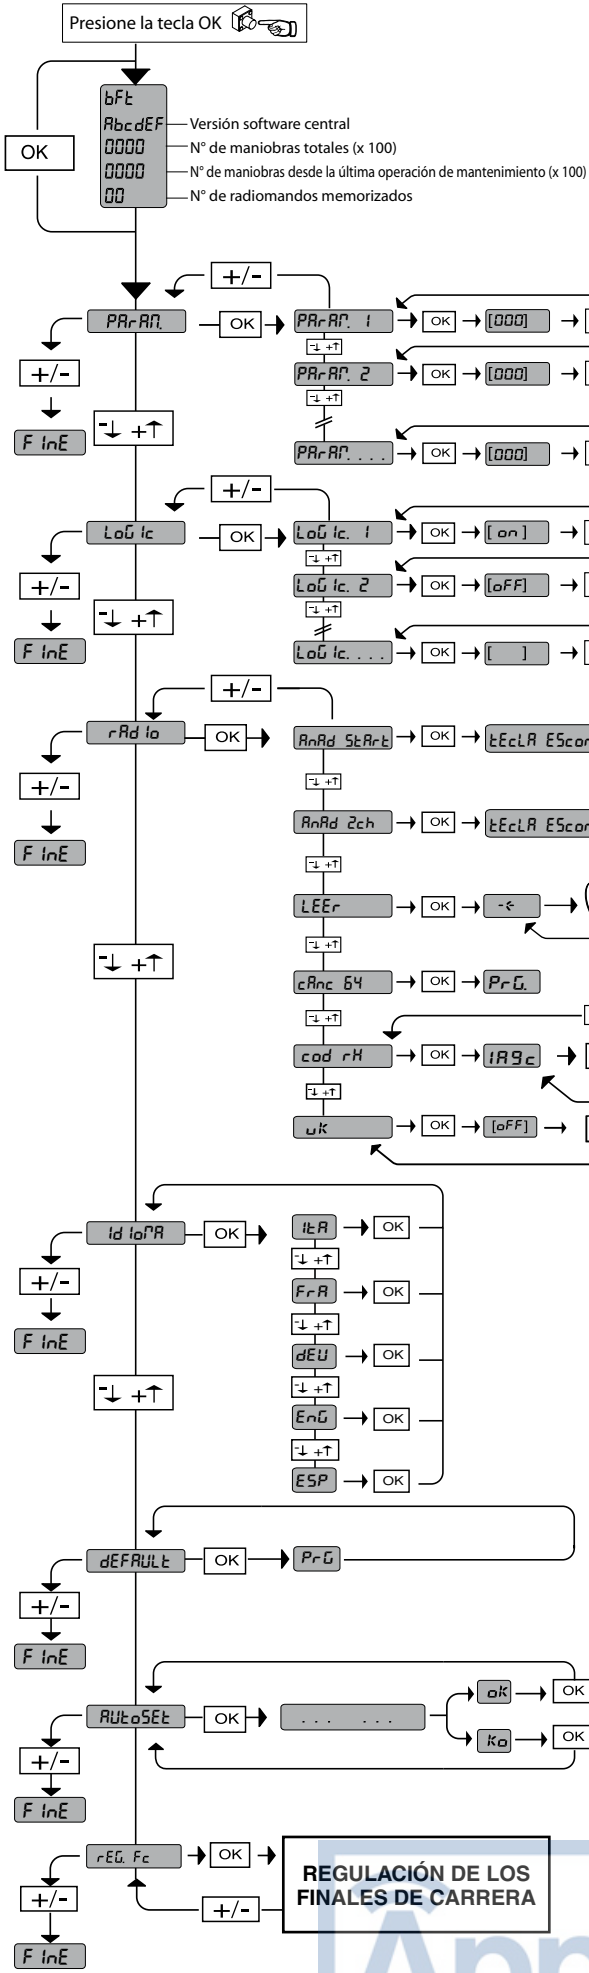 Presione la tecla OK
bFt
AbcdEF
Versión software central
0000
N° de maniobras totales (x 100)
OK
0000
N° de maniobras desde la última operación de mantenimiento (x 100)
00
N° de radiomandos memorizados
+/-
PArAM.
OK
PArAM. 1
OK
[000]
-↓ +↑
+/-
PArAM. 2
OK
[000]
-↓ +↑
FInE
-↓ +↑
PArAM. . . .
OK
[000]
+/-
LoGIc
OK
LoGIc. 1
OK
[on]
-↓ +↑
+/-
LoGIc. 2
OK
[oFF]
-↓ +↑
-↓ +↑
FInE
LoGIc. . . .
OK
[ ]
+/-
rAdIo
OK
AnAd StArt
OK
tEcLA EScon
+/-
-↓ +↑
AnAd 2ch
OK
tEcLA EScon
FInE
-↓ +↑
LEEr
OK
-↓ +↑
-↓ +↑
cAnc 64
OK
PrG.
-↓ +↑
cod rX
OK
1A9c
-↓ +↑
uK
OK
[oFF]
IdIoMA
OK
ItA
OK
-↓ +↑
+/-
FrA
OK
-↓ +↑
FInE
dEU
OK
-↓ +↑
-↓ +↑
EnG
OK
-↓ +↑
ESP
OK
dEFAULt
OK
PrG
+/-
FInE
AUtoSEt
OK
... ...
oK
OK
Ko
OK
+/-
FInE
rEG. Fc
OK
REGULACIÓN DE LOS
FINALES DE CARRERA
+/-
+/-
FInE